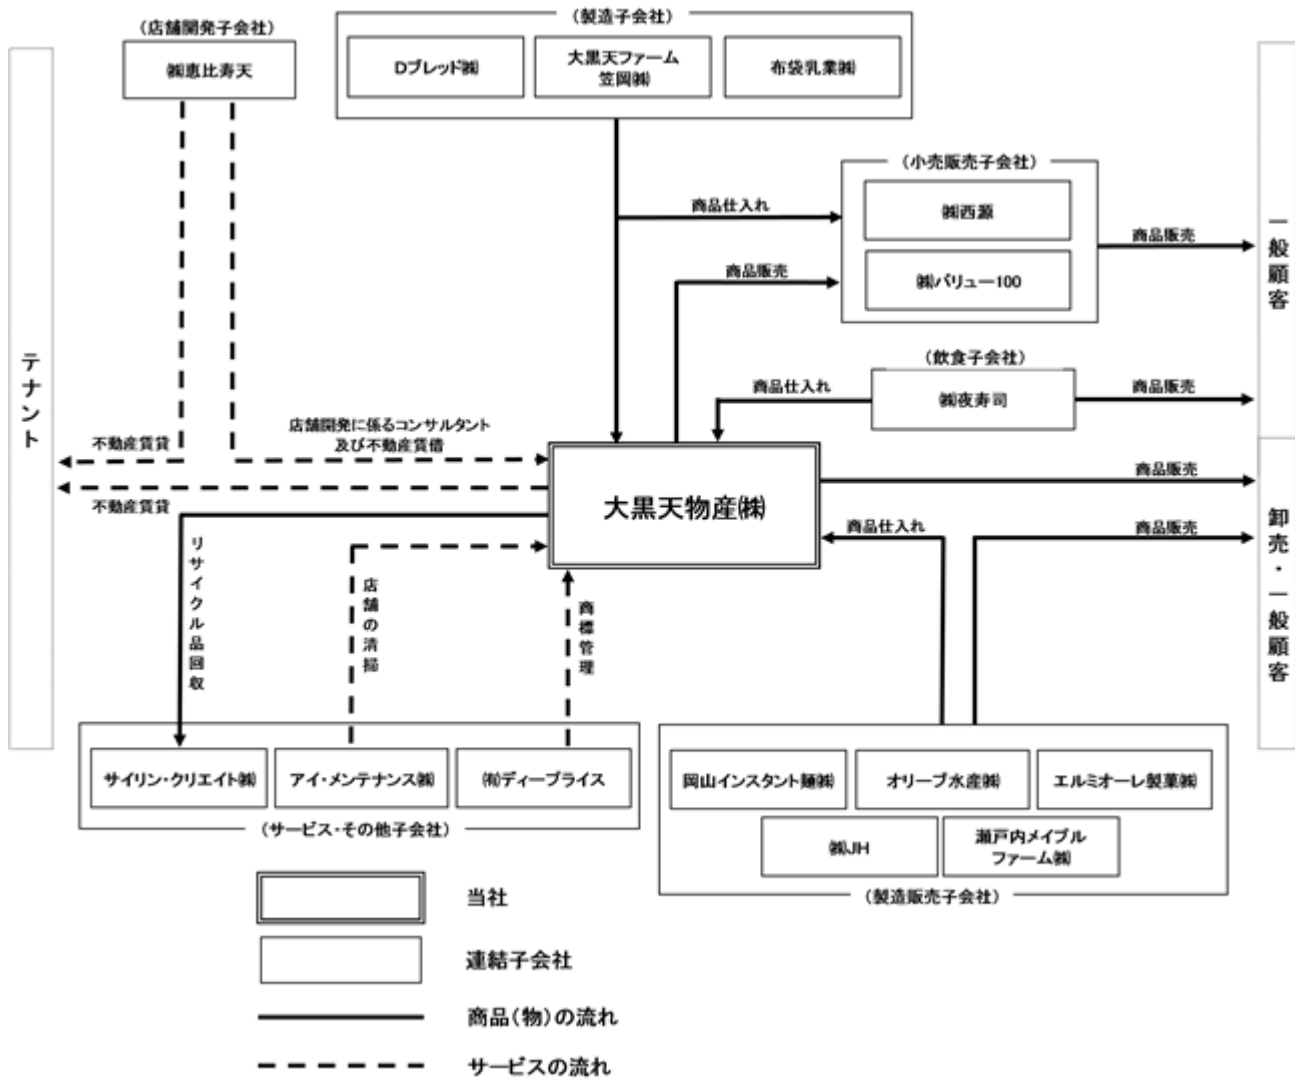 (店舗開発子会社)
㈱恵比寿天
(製造子会社)
Dブレッド㈱
大黒天ファーム
笠岡㈱
布袋乳業㈱
(小売販売子会社)
㈱西源
㈱バリュー100
商品仕入れ
商品販売
商品販売
一般顧客
テナント
(飲食子会社)
㈱夜寿司
商品仕入れ
商品販売
店舗開発に係るコンサルタント
及び不動産賃借
不動産賃貸
不動産賃貸
大黒天物産㈱
商品販売
商品仕入れ
商品販売
卸売・一般顧客
リサイクル品回収
店舗の清掃
商標管理
サイリン・クリエイト㈱
アイ・メンテナンス㈱
㈲ディープライス
(サービス・その他子会社)
岡山インスタント麺㈱
オリーブ水産㈱
エルミオーレ製菓㈱
㈱JH
瀬戸内メイプル
ファーム㈱
(製造販売子会社)
当社
連結子会社
商品(物)の流れ
サービスの流れ